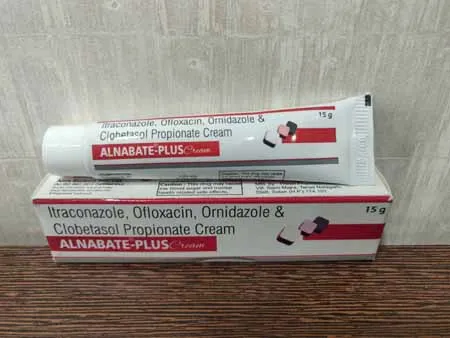 Itraconazole, Ofloxacin, Ornidazole &
Clobetasol Propionate Cream
15 g
ALNABATE-PLUS Cream
Itraconazole, Ofloxacin, Ornidazole &
Clobetasol Propionate Cream
15 g
ALNABATE-PLUS Cream